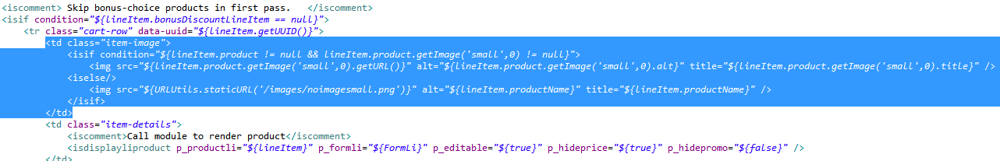 <iscomment> Skip bonus-choice products in first pass.   </iscomment>
<isif condition="${lineItem.bonusDiscountLineItem == null}">
    <tr class="cart-row" data-uuid="${lineItem.getUUID()}">
        <td class="item-image">
            <isif condition="${lineItem.product != null && lineItem.product.getImage('small',0) != null}">
                <img src="${lineItem.product.getImage('small',0).getURL()}" alt="${lineItem.product.getImage('small',0).alt}" title="${lineItem.product.getImage('small',0).title}" />
            <iselse/>
                <img src="${URLUtils.staticURL('/images/noimagesmall.png')}" alt="${lineItem.productName}" title="${lineItem.productName}" />
            </isif>
        </td>
        <td class="item-details">
            <iscomment>Call module to render product</iscomment>
            <isdisplayliproduct p_productli="${lineItem}" p_formli="${FormLi}" p_editable="${true}" p_hideprice="${true}" p_hidepromo="${false}" />
        </td>